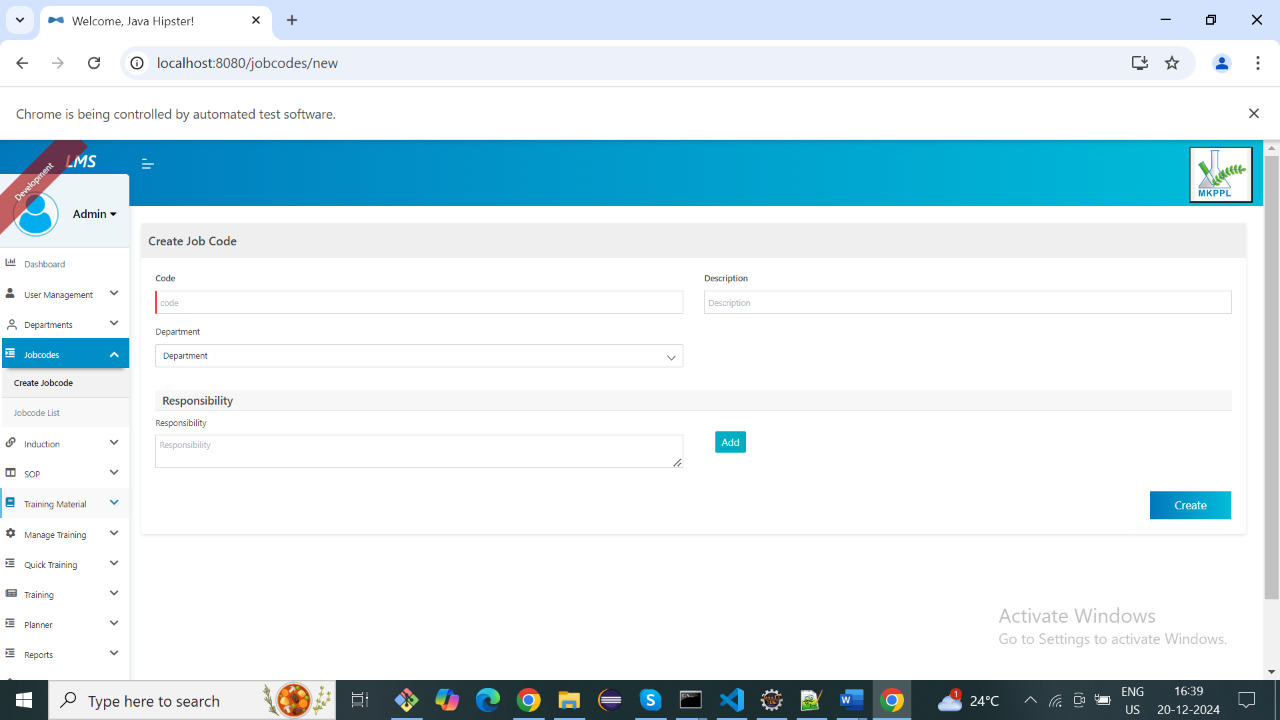 Welcome, Java Hipster!
localhost:8080/jobcodes/new
Chrome is being controlled by automated test software.
Development
LMS
MKPPL
Admin
Dashboard
User Management
Departments
Jobcodes
Create Jobcode
Jobcode List
Induction
SOP
Training Material
Manage Training
Quick Training
Training
Planner
Reports
Create Job Code
Code
Description
code
Description
Department
Department
Responsibility
Responsibility
Responsibility
Add
Create
Activate Windows
Go to Settings to activate Windows.
Type here to search
1
24°C
ENG
US
16:39
20-12-2024